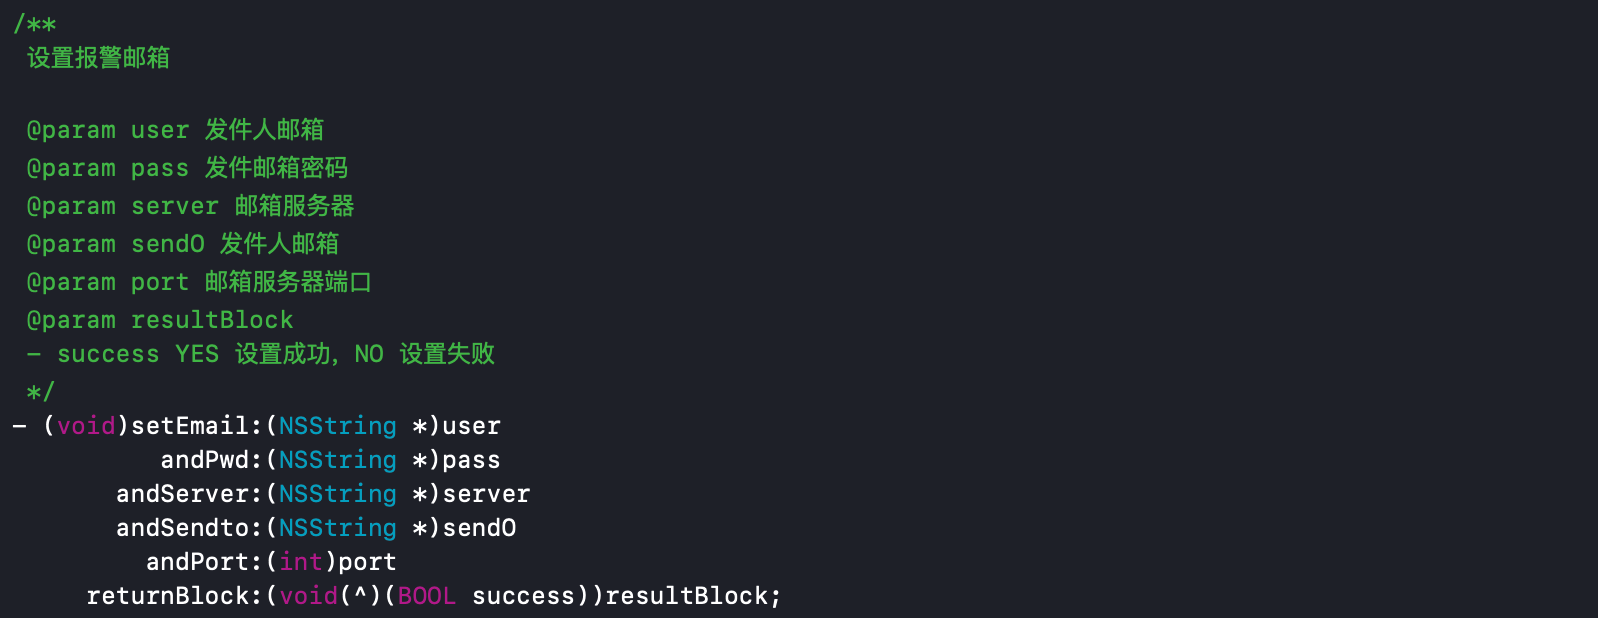 /**
设置报警邮箱
@param user 发件人邮箱
@param pass 发件邮箱密码
@param server 邮箱服务器
@param sendO 发件人邮箱
@param port 邮箱服务器端口
@param resultBlock
- success YES 设置成功，NO 设置失败
*/
- (void)setEmail:(NSString *)user
andPwd:(NSString *)pass
andServer:(NSString *)server
andSendto:(NSString *)sendO
andPort:(int)port
returnBlock:(void(^)(BOOL success))resultBlock;